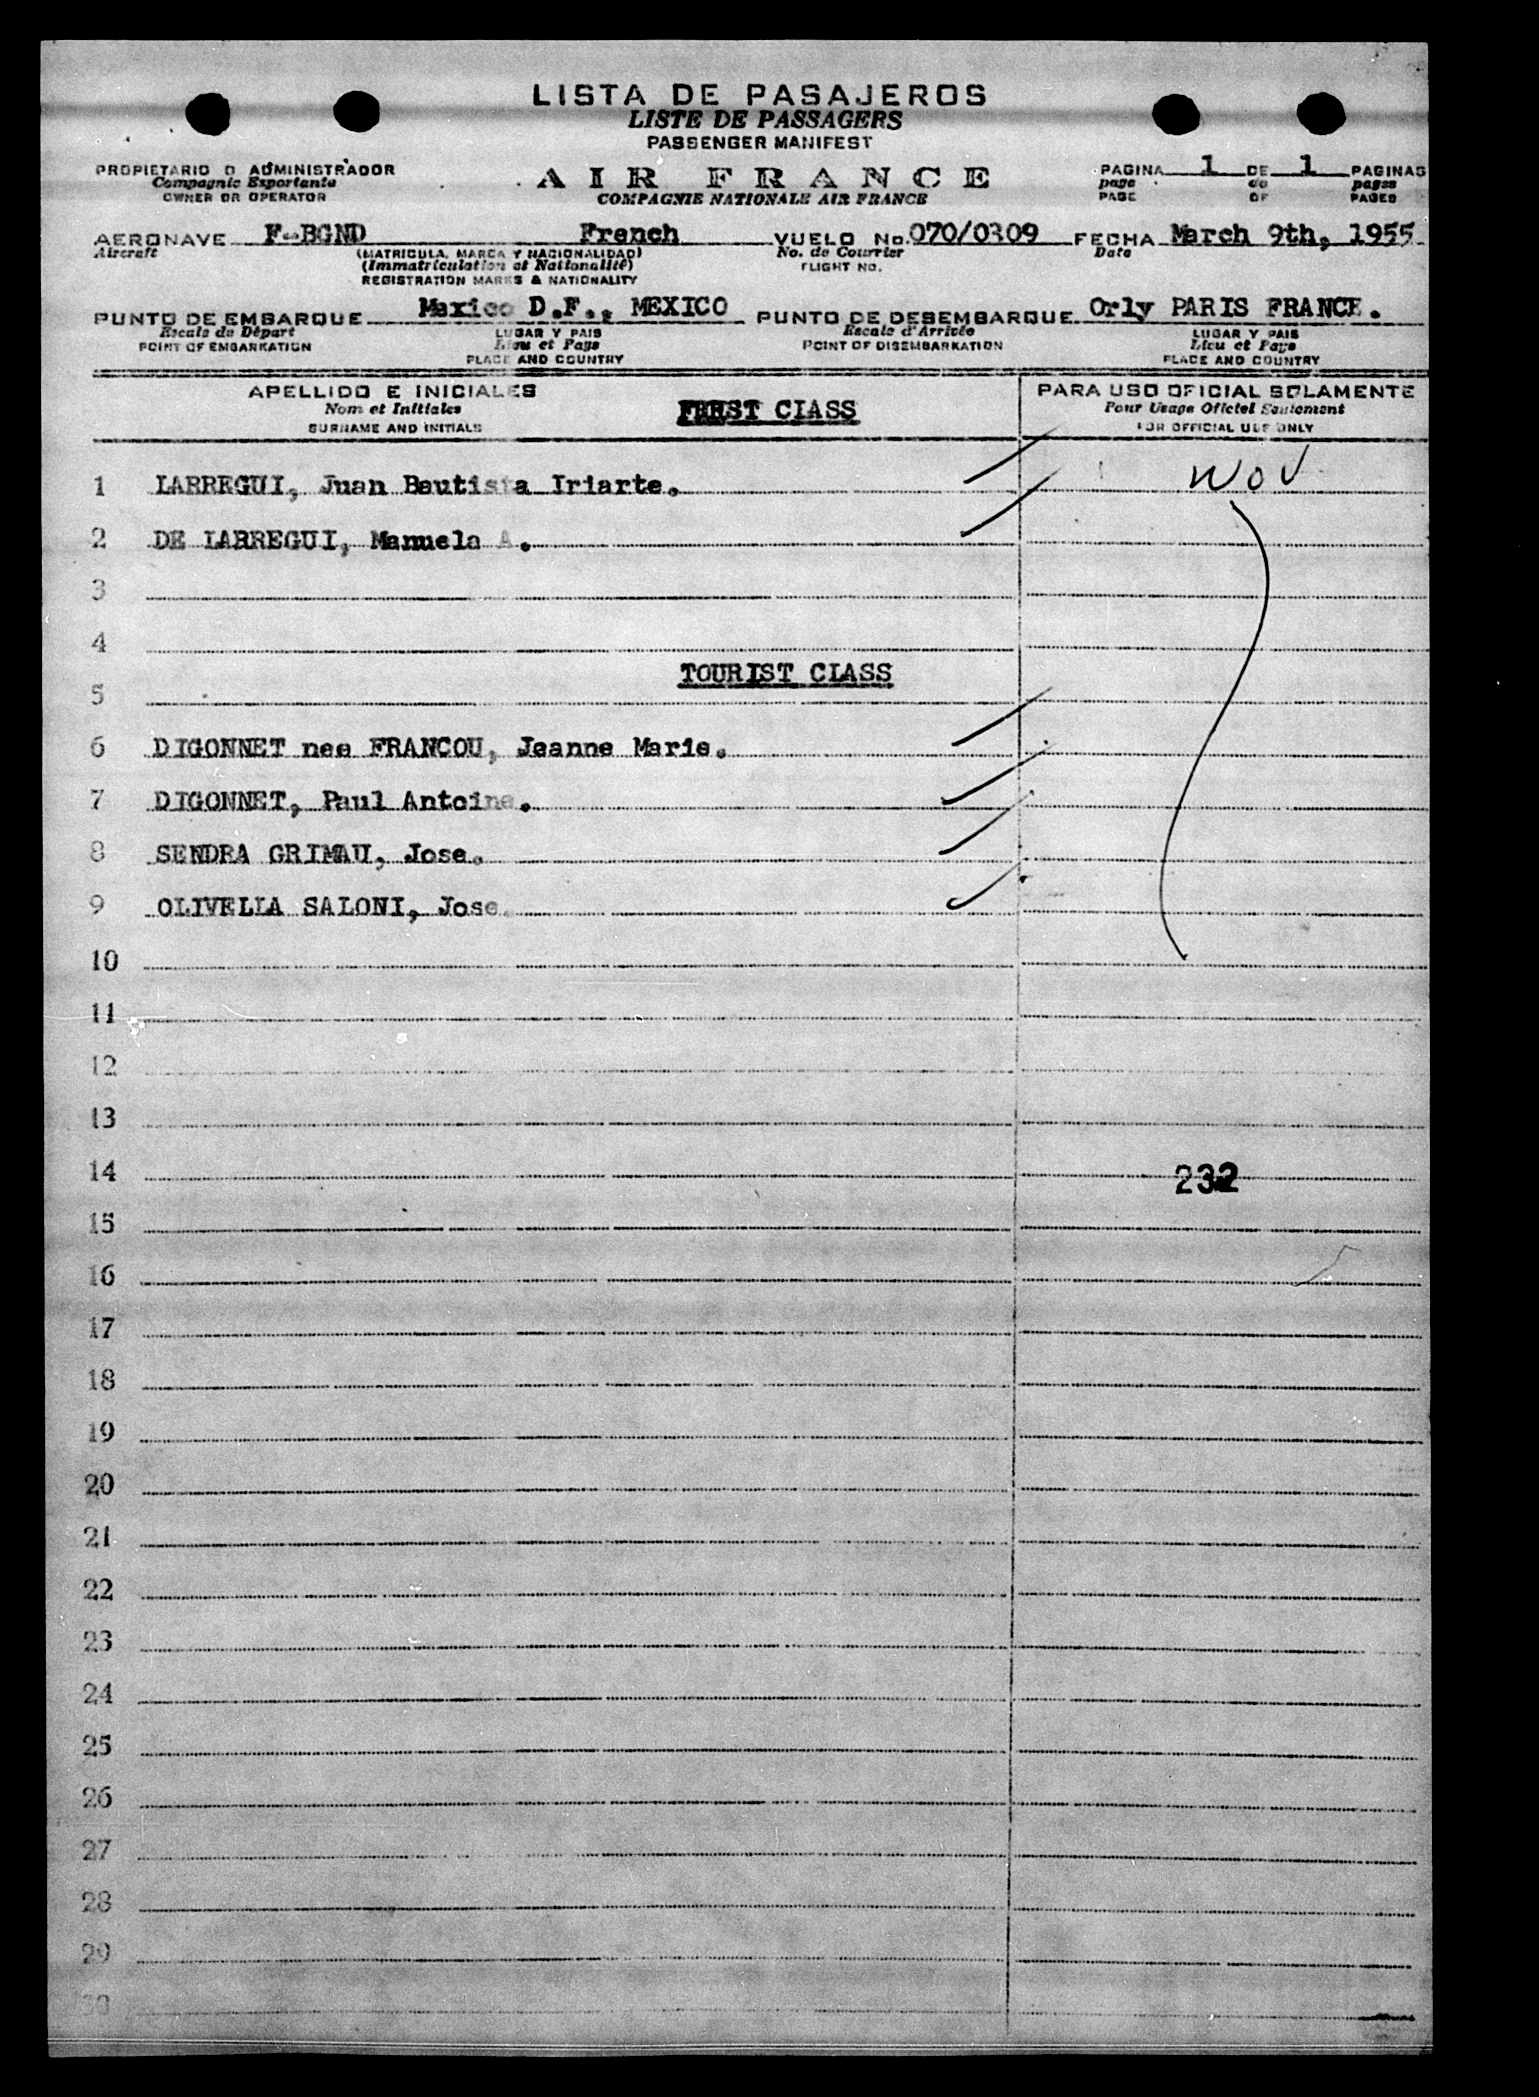 LISTA DE PASAJEROS
LISTE DE PASSAGERS
PASSENGER MANIFEST
PROPIETARIO O ADMINISTRADOR
Compagnie Exportante
OWNER OR OPERATOR
AIR FRANCE
COMPAGNIE NATIONALE AIR FRANCE
PAGINA 1 DE 1 PAGINAS
page de pages
PAGE OF PAGES
AERONAVE F-BGND French VUELO No. 070/0309 FECHA March 9th, 1955
Aircraft (MATRICULA, MARCA Y NACIONALIDAD) No. de Courrier Date
(Immatriculation et Nationalité) FLIGHT NO.
REGISTRATION MARKS & NATIONALITY
PUNTO DE EMBARQUE Mexico D.F., MEXICO PUNTO DE DESEMBARQUE Orly PARIS FRANCE.
Escale de Départ LUGAR Y PAIS Escale d'Arrivée LUGAR Y PAIS
POINT OF EMBARKATION Lieu et Pays POINT OF DISEMBARKATION Lieu et Pays
PLACE AND COUNTRY PLACE AND COUNTRY
APELLIDO E INICIALES
Nom et Initiales
SURNAME AND INITIALS
FIRST CLASS
PARA USO OFICIAL SOLAMENTE
Pour Usage Officiel Seulement
FOR OFFICIAL USE ONLY
1 LARREGUI, Juan Bautista Iriarte.
2 DE LARREGUI, Manuela A.
3
4
TOURIST CLASS
5
6 DIGONNET nee FRANCOU, Jeanne Marie.
7 DIGONNET, Paul Antoine.
8 SENDRA GRIMAU, Jose.
9 OLIVELLA SALONI, Jose.
10
11
12
13
14 232
15
16
17
18
19
20
21
22
23
24
25
26
27
28
29
30